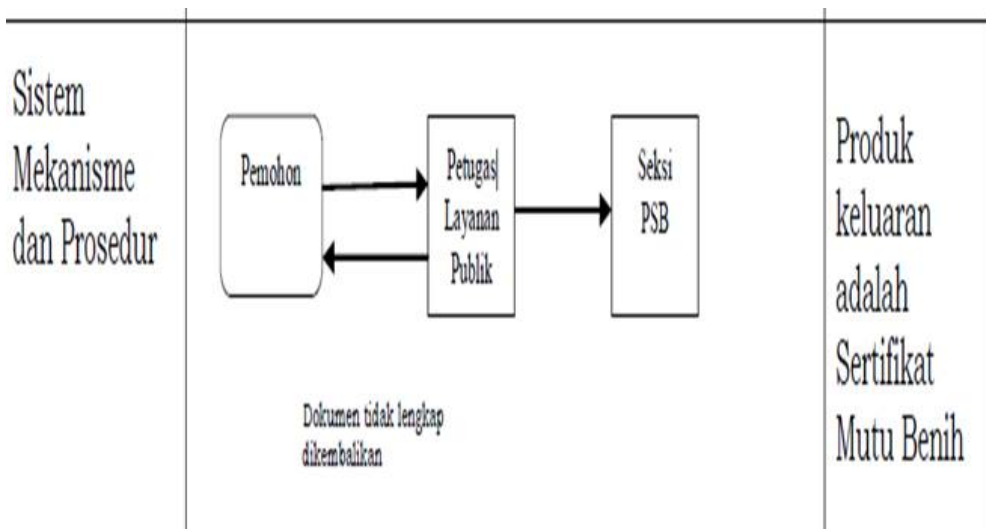 Sistem
Mekanisme
dan Prosedur
Pemohon
Petugas
Layanan
Publik
Seksi
PSB
Dokumen tidak lengkap
dikembalikan
Produk
keluaran
adalah
Sertifikat
Mutu Benih